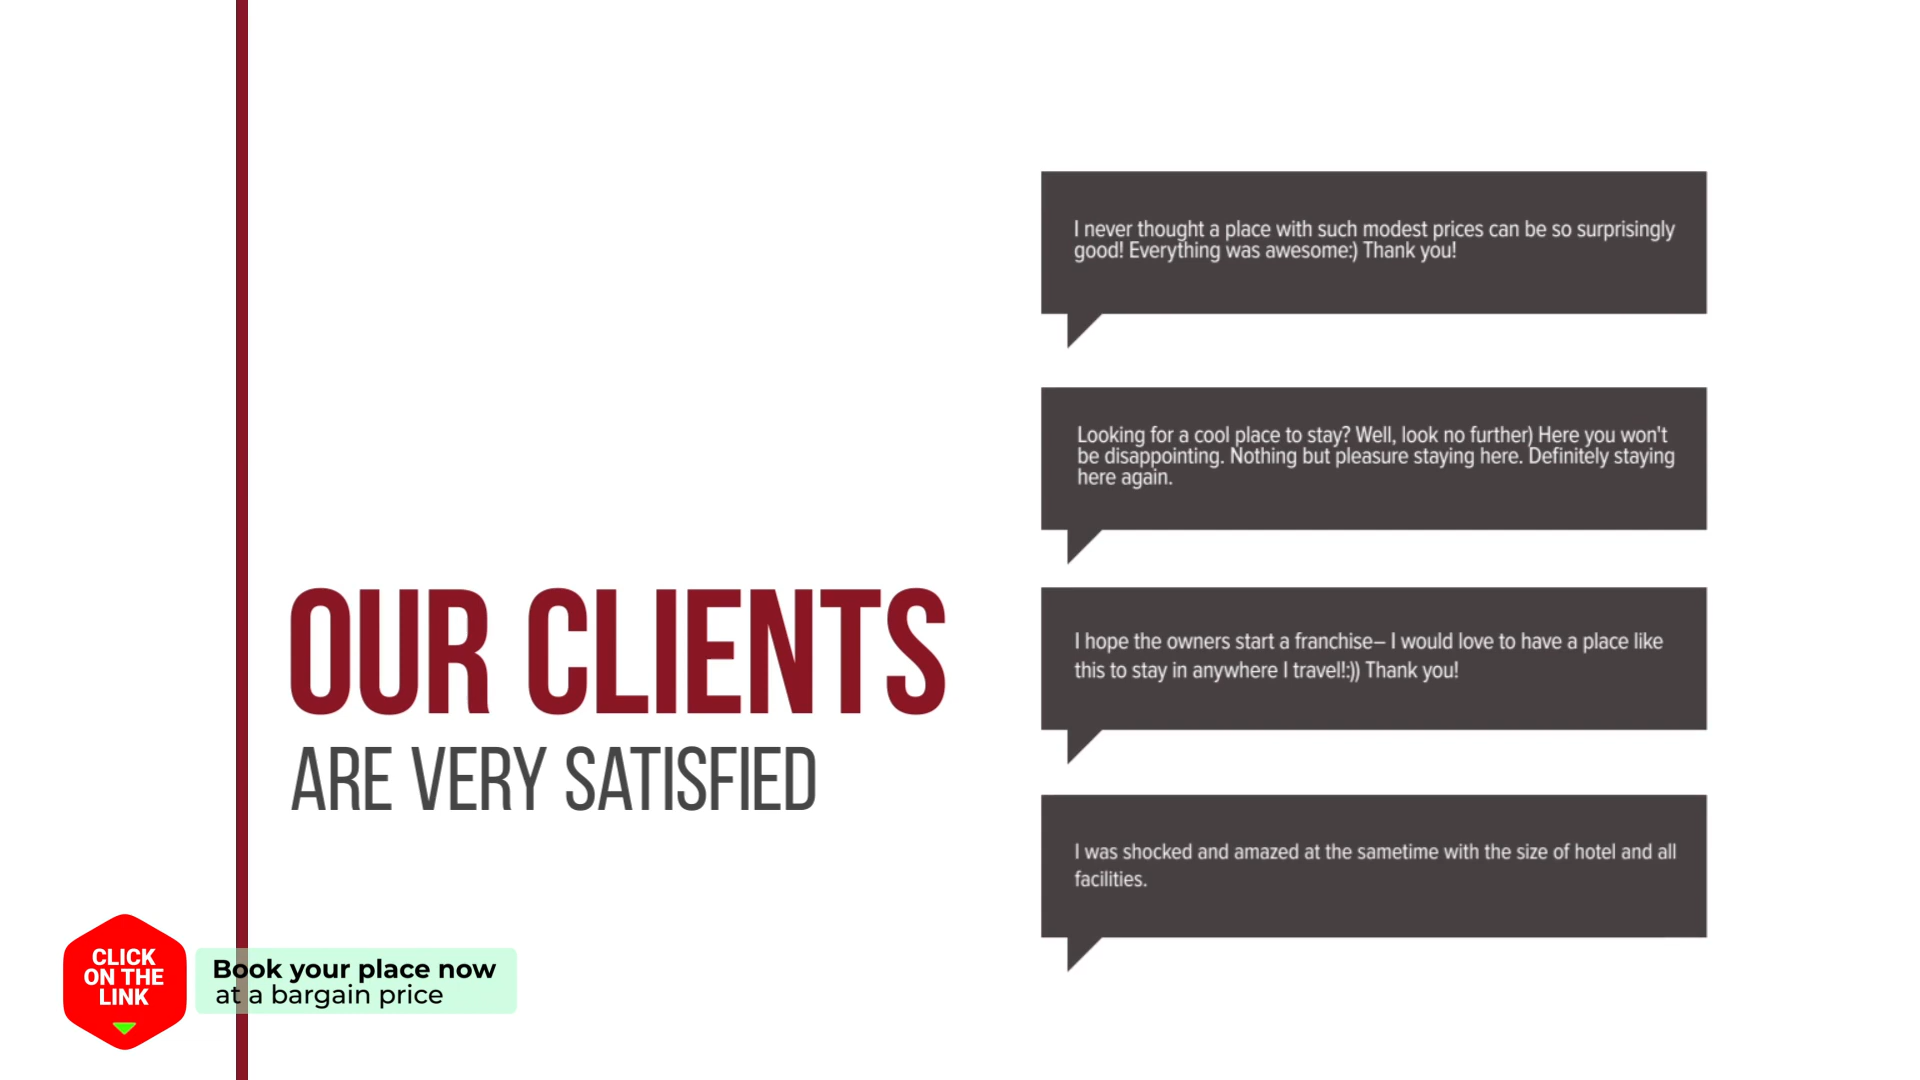 I never thought a place with such modest prices can be so surprisingly
good! Everything was awesome:) Thank you!
Looking for a cool place to stay? Well, look no further) Here you won't
be disappointing. Nothing but pleasure staying here. Definitely staying
here again.
OUR CLIENTS
ARE VERY SATISFIED
I hope the owners start a franchise– I would love to have a place like
this to stay in anywhere I travel!:)) Thank you!
I was shocked and amazed at the sametime with the size of hotel and all
facilities.
CLICK
ON THE
LINK
Book your place now
at a bargain price